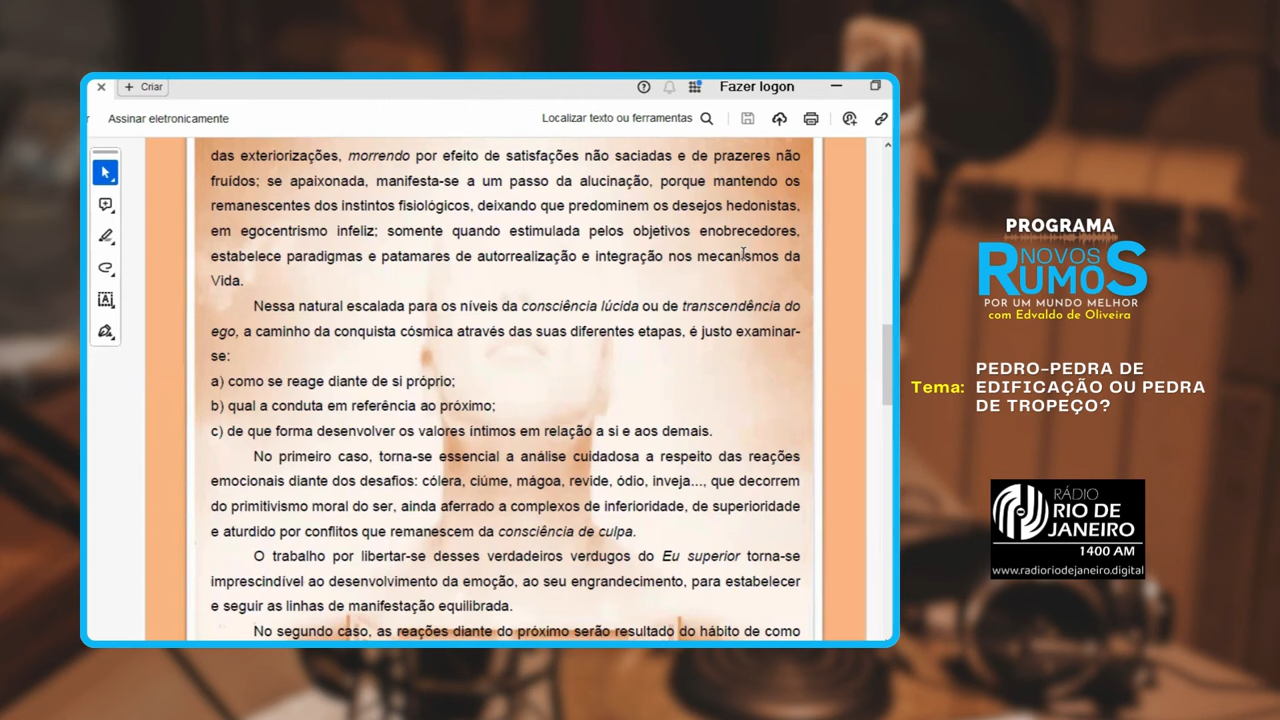 Criar
Fazer logon
Assinar eletronicamente
Localizar texto ou ferramentas
das exteriorizações, morrendo por efeito de satisfações não saciadas e de prazeres não
fruídos; se apaixonada, manifesta-se a um passo da alucinação, porque mantendo os
remanescentes dos instintos fisiológicos, deixando que predominem os desejos hedonistas,
em egocentrismo infeliz; somente quando estimulada pelos objetivos enobrecedores,
estabelece paradigmas e patamares de autorrealização e integração nos mecanismos da
Vida.
Nessa natural escalada para os níveis da consciência lúcida ou de transcendência do
ego, a caminho da conquista cósmica através das suas diferentes etapas, é justo examinar-
se:
a) como se reage diante de si próprio;
b) qual a conduta em referência ao próximo;
c) de que forma desenvolver os valores íntimos em relação a si e aos demais.
No primeiro caso, torna-se essencial a análise cuidadosa a respeito das reações
emocionais diante dos desafios: cólera, ciúme, mágoa, revide, ódio, inveja..., que decorrem
do primitivismo moral do ser, ainda aferrado a complexos de inferioridade, de superioridade
e aturdido por conflitos que remanescem da consciência de culpa.
O trabalho por libertar-se desses verdadeiros verdugos do Eu superior torna-se
imprescindível ao desenvolvimento da emoção, ao seu engrandecimento, para estabelecer
e seguir as linhas de manifestação equilibrada.
No segundo caso, as reações diante do próximo serão resultado do hábito de como
PROGRAMA
NOVOS
RUMOS
POR UM MUNDO MELHOR
com Edvaldo de Oliveira
Tema:
PEDRO-PEDRA DE
EDIFICAÇÃO OU PEDRA
DE TROPEÇO?
RÁDIO
RIO DE
JANEIRO
1400 AM
www.radioriodejaneiro.digital